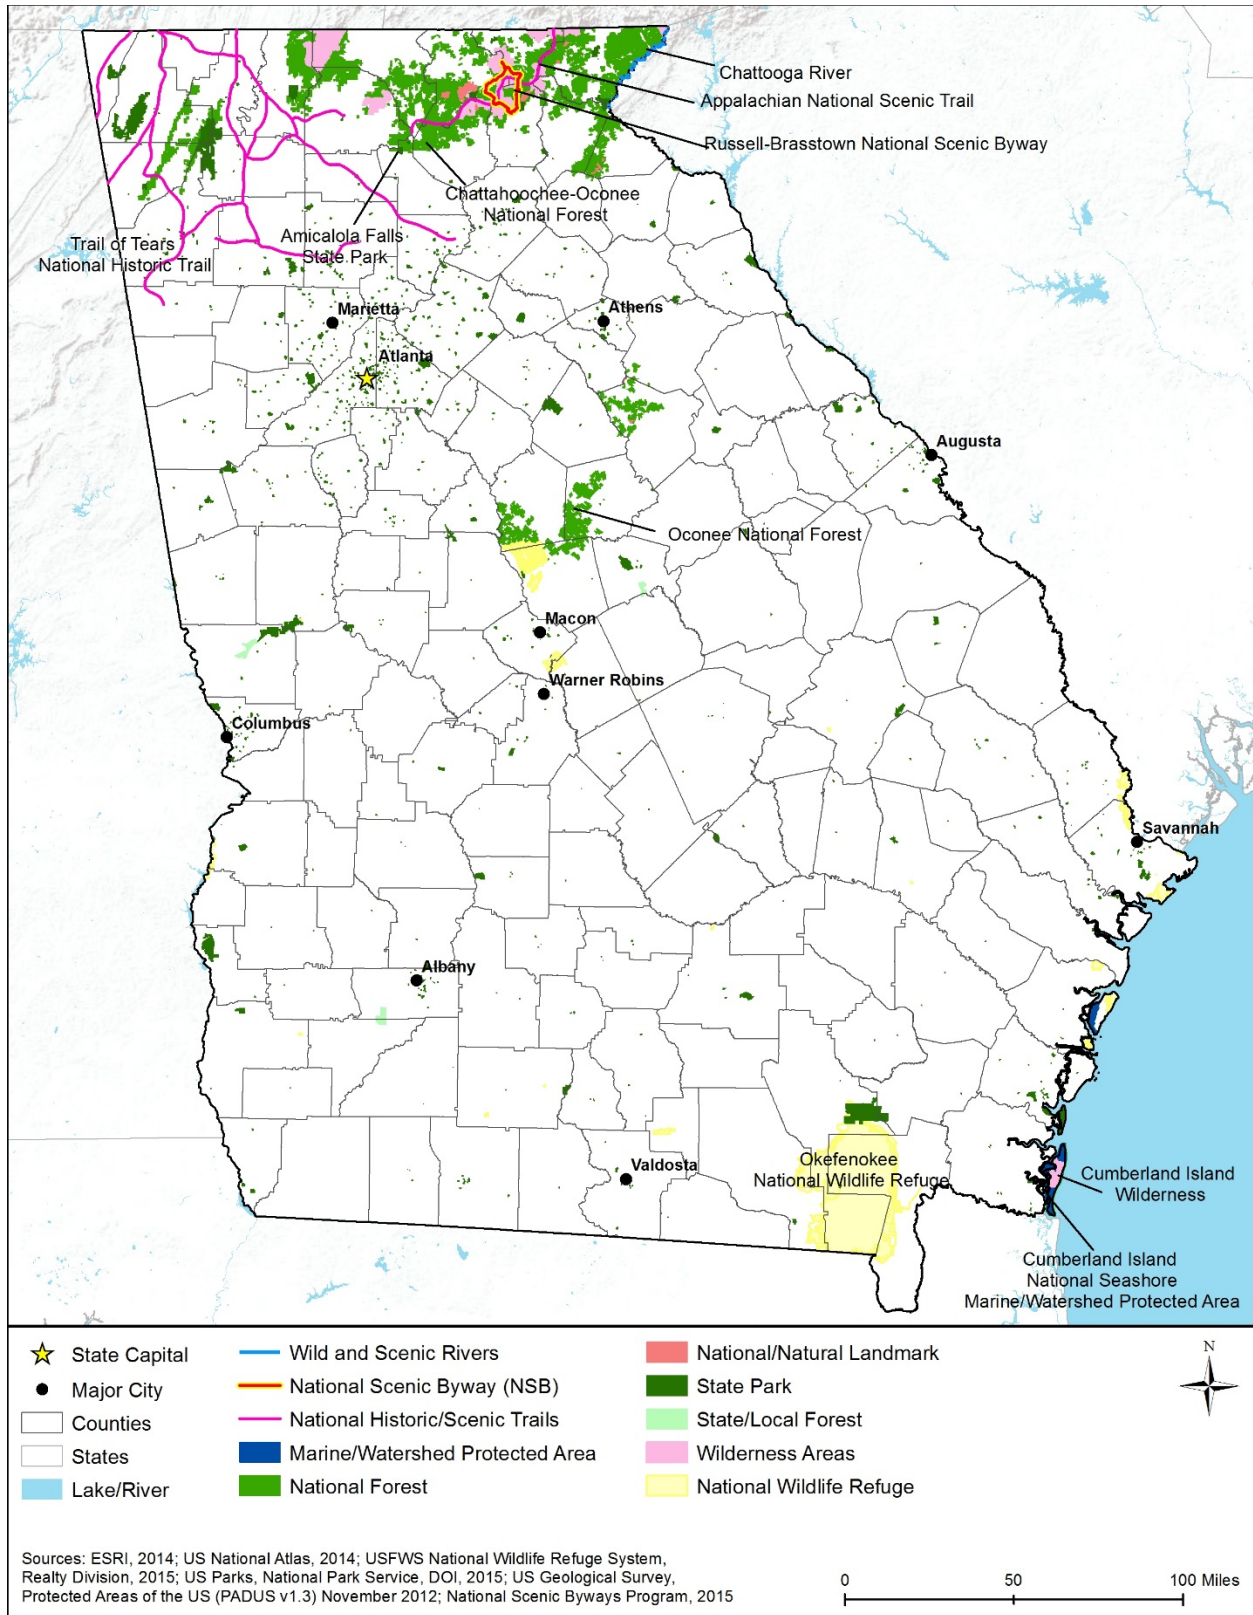 Chattooga River
Appalachian National Scenic Trail
Russell-Brasstown National Scenic Byway
Chattahoochee-Oconee
National Forest
Amicalola Falls
State Park
Trail of Tears
National Historic Trail
Marietta
Athens
Atlanta
Augusta
Oconee National Forest
Macon
Warner Robins
Columbus
Savannah
Albany
Okefenokee
National Wildlife Refuge
Valdosta
Cumberland Island
Wilderness
Cumberland Island
National Seashore
Marine/Watershed Protected Area
State Capital
Major City
Counties
States
Lake/River
Wild and Scenic Rivers
National Scenic Byway (NSB)
National Historic/Scenic Trails
Marine/Watershed Protected Area
National Forest
National/Natural Landmark
State Park
State/Local Forest
Wilderness Areas
National Wildlife Refuge
N
Sources: ESRI, 2014; US National Atlas, 2014; USFWS National Wildlife Refuge System,
Realty Division, 2015; US Parks, National Park Service, DOI, 2015; US Geological Survey,
Protected Areas of the US (PADUS v1.3) November 2012; National Scenic Byways Program, 2015
0 50 100 Miles